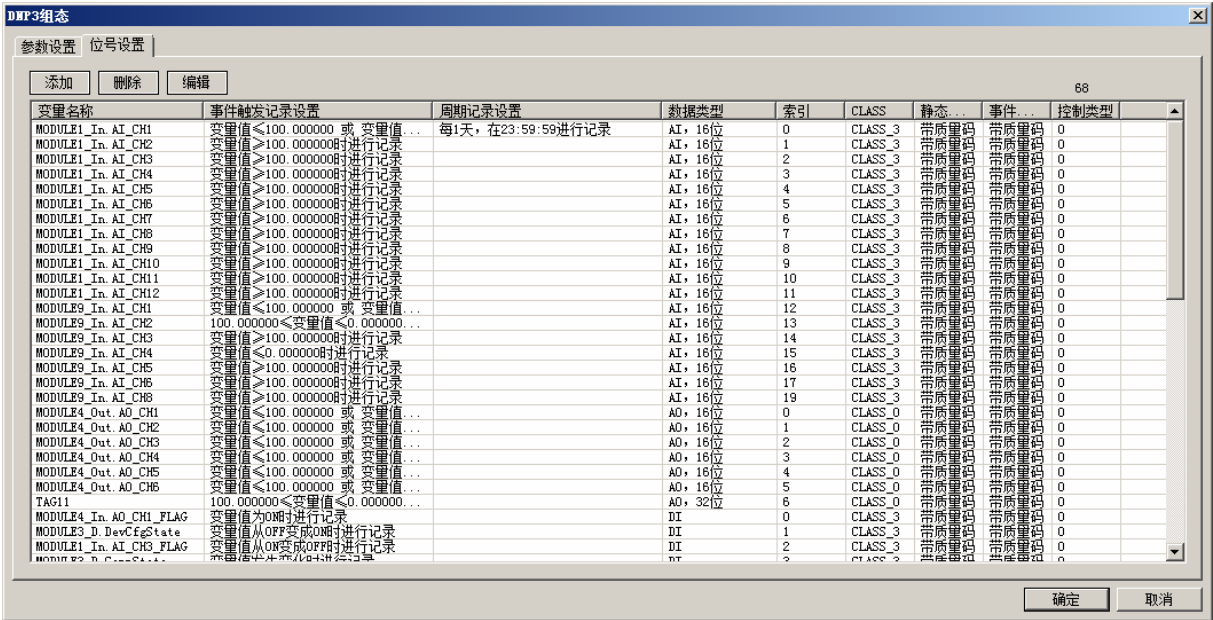 DNP3组态
参数设置 位号设置
添加 删除 编辑 68
变量名称 事件触发记录设置 周期记录设置 数据类型 索引 CLASS 静态... 事件... 控制类型
MODULE1_In.AI_CH1 变量值≤100.000000 或 变量值... 每1天，在23:59:59进行记录 AI，16位 0 CLASS_3 带质量码 带质量码 0
MODULE1_In.AI_CH2 变量值≥100.000000时进行记录 AI，16位 1 CLASS_3 带质量码 带质量码 0
MODULE1_In.AI_CH3 变量值≥100.000000时进行记录 AI，16位 2 CLASS_3 带质量码 带质量码 0
MODULE1_In.AI_CH4 变量值≥100.000000时进行记录 AI，16位 3 CLASS_3 带质量码 带质量码 0
MODULE1_In.AI_CH5 变量值≥100.000000时进行记录 AI，16位 4 CLASS_3 带质量码 带质量码 0
MODULE1_In.AI_CH6 变量值≥100.000000时进行记录 AI，16位 5 CLASS_3 带质量码 带质量码 0
MODULE1_In.AI_CH7 变量值≥100.000000时进行记录 AI，16位 6 CLASS_3 带质量码 带质量码 0
MODULE1_In.AI_CH8 变量值≥100.000000时进行记录 AI，16位 7 CLASS_3 带质量码 带质量码 0
MODULE1_In.AI_CH9 变量值≥100.000000时进行记录 AI，16位 8 CLASS_3 带质量码 带质量码 0
MODULE1_In.AI_CH10 变量值≥100.000000时进行记录 AI，16位 9 CLASS_3 带质量码 带质量码 0
MODULE1_In.AI_CH11 变量值≥100.000000时进行记录 AI，16位 10 CLASS_3 带质量码 带质量码 0
MODULE1_In.AI_CH12 变量值≥100.000000时进行记录 AI，16位 11 CLASS_3 带质量码 带质量码 0
MODULE9_In.AI_CH1 变量值≤100.000000 或 变量值... AI，16位 12 CLASS_3 带质量码 带质量码 0
MODULE9_In.AI_CH2 100.000000≤变量值≤0.000000... AI，16位 13 CLASS_3 带质量码 带质量码 0
MODULE9_In.AI_CH3 变量值≥100.000000时进行记录 AI，16位 14 CLASS_3 带质量码 带质量码 0
MODULE9_In.AI_CH4 变量值≤0.000000时进行记录 AI，16位 15 CLASS_3 带质量码 带质量码 0
MODULE9_In.AI_CH5 变量值≥100.000000时进行记录 AI，16位 16 CLASS_3 带质量码 带质量码 0
MODULE9_In.AI_CH6 变量值≥100.000000时进行记录 AI，16位 17 CLASS_3 带质量码 带质量码 0
MODULE9_In.AI_CH8 变量值≥100.000000时进行记录 AI，16位 19 CLASS_3 带质量码 带质量码 0
MODULE4_Out.AO_CH1 变量值≤100.000000 或 变量值... AO，16位 0 CLASS_0 带质量码 带质量码 0
MODULE4_Out.AO_CH2 变量值≤100.000000 或 变量值... AO，16位 1 CLASS_0 带质量码 带质量码 0
MODULE4_Out.AO_CH3 变量值≤100.000000 或 变量值... AO，16位 2 CLASS_0 带质量码 带质量码 0
MODULE4_Out.AO_CH4 变量值≤100.000000 或 变量值... AO，16位 3 CLASS_0 带质量码 带质量码 0
MODULE4_Out.AO_CH5 变量值≤100.000000 或 变量值... AO，16位 4 CLASS_0 带质量码 带质量码 0
MODULE4_Out.AO_CH6 变量值≤100.000000 或 变量值... AO，16位 5 CLASS_0 带质量码 带质量码 0
TAG11 100.000000≤变量值≤0.000000... AO，32位 6 CLASS_0 带质量码 带质量码 0
MODULE4_In.AO_CH1_FLAG 变量值为ON时进行记录 DI 0 CLASS_3 带质量码 带质量码 0
MODULE3_D.DevCfgState 变量值从OFF变成ON时进行记录 DI 1 CLASS_3 带质量码 带质量码 0
MODULE1_In.AI_CH3_FLAG 变量值从ON变成OFF时进行记录 DI 2 CLASS_3 带质量码 带质量码 0
变量值发生变化时进行记录 DI 3 CLASS_3 带质量码 带质量码 0
确定 取消